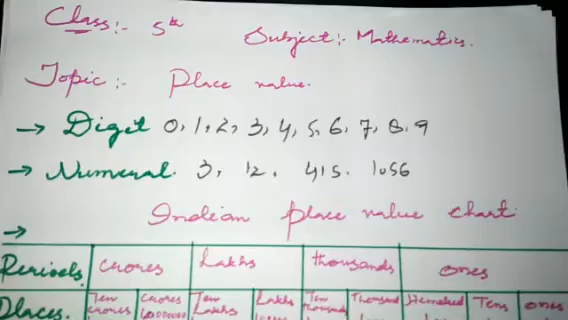 Class:- 5th Subject:- Mathematics.
Topic:- Place value.
→ Digit 0, 1, 2, 3, 4, 5, 6, 7, 8, 9
→ Numeral. 3, 12, 415. 1056
Indian place value chart
→
Periods. crores Lakhs thousands ones
Places. Ten crores Crores Ten Lakhs Lakhs Ten thousand Thousand Hundred Tens ones